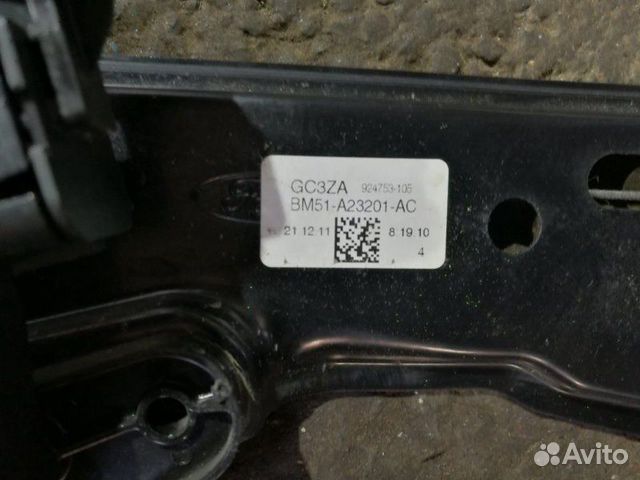 GC3ZA 924753-105
BM51-A23201-AC
21 12 11 8 19.10
4
Avito